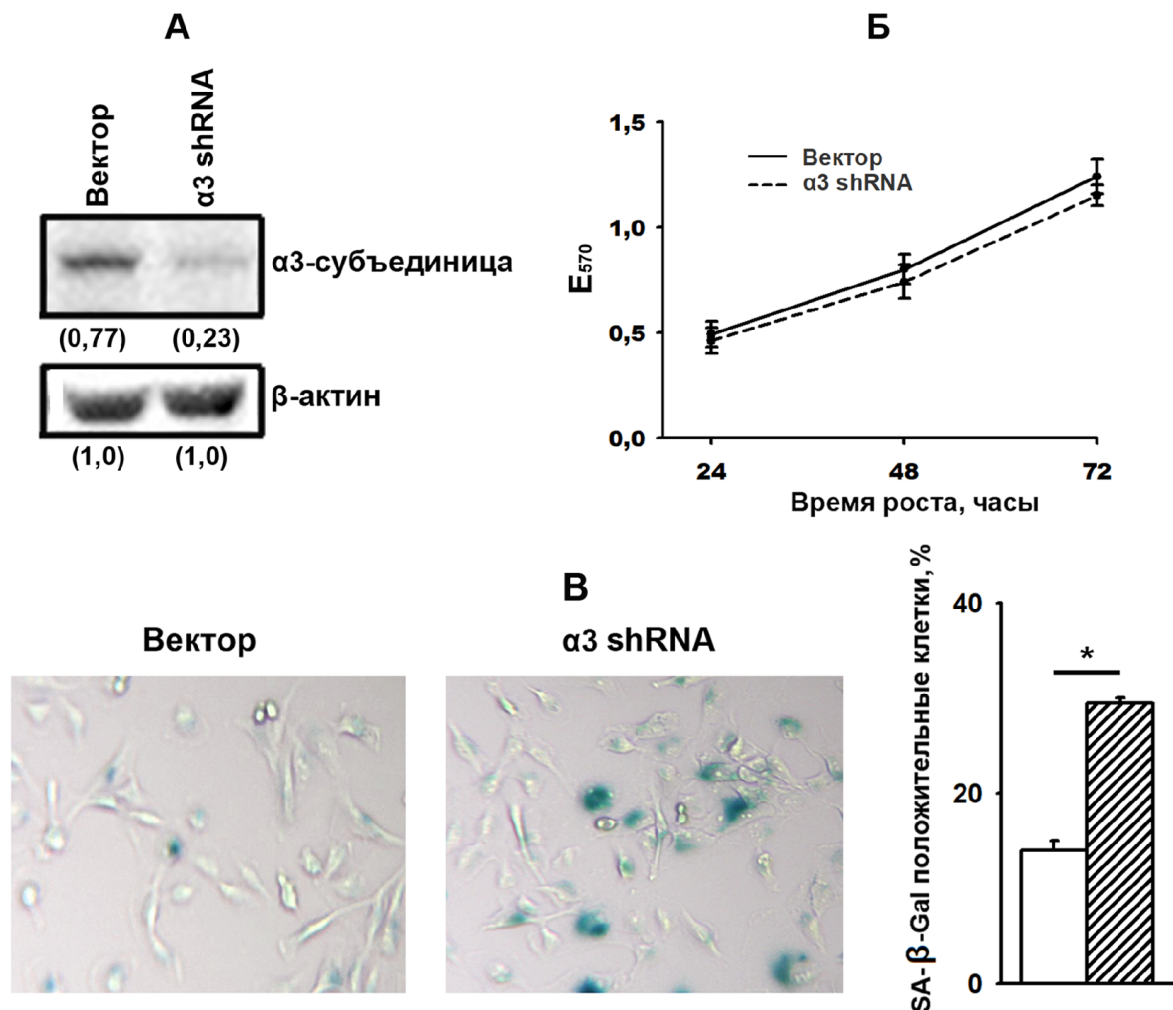 А
Вектор
α3 shRNA
α3-субъединица
(0,77) (0,23)
β-актин
(1,0) (1,0)
Б
1,5
1,0
0,5
0,0
E570
Вектор
α3 shRNA
24 48 72
Время роста, часы
В
Вектор
α3 shRNA
SA-β-Gal положительные клетки, %
40
20
0
*